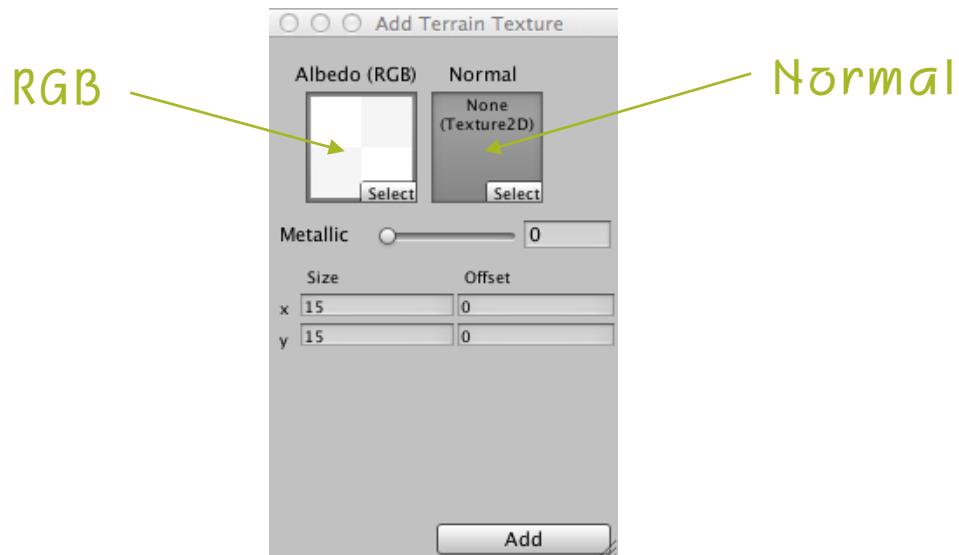 Add Terrain Texture
Albedo (RGB) Normal
RGB
Normal
None
(Texture2D)
Select
Select
Metallic 0
Size Offset
x 15 0
y 15 0
Add